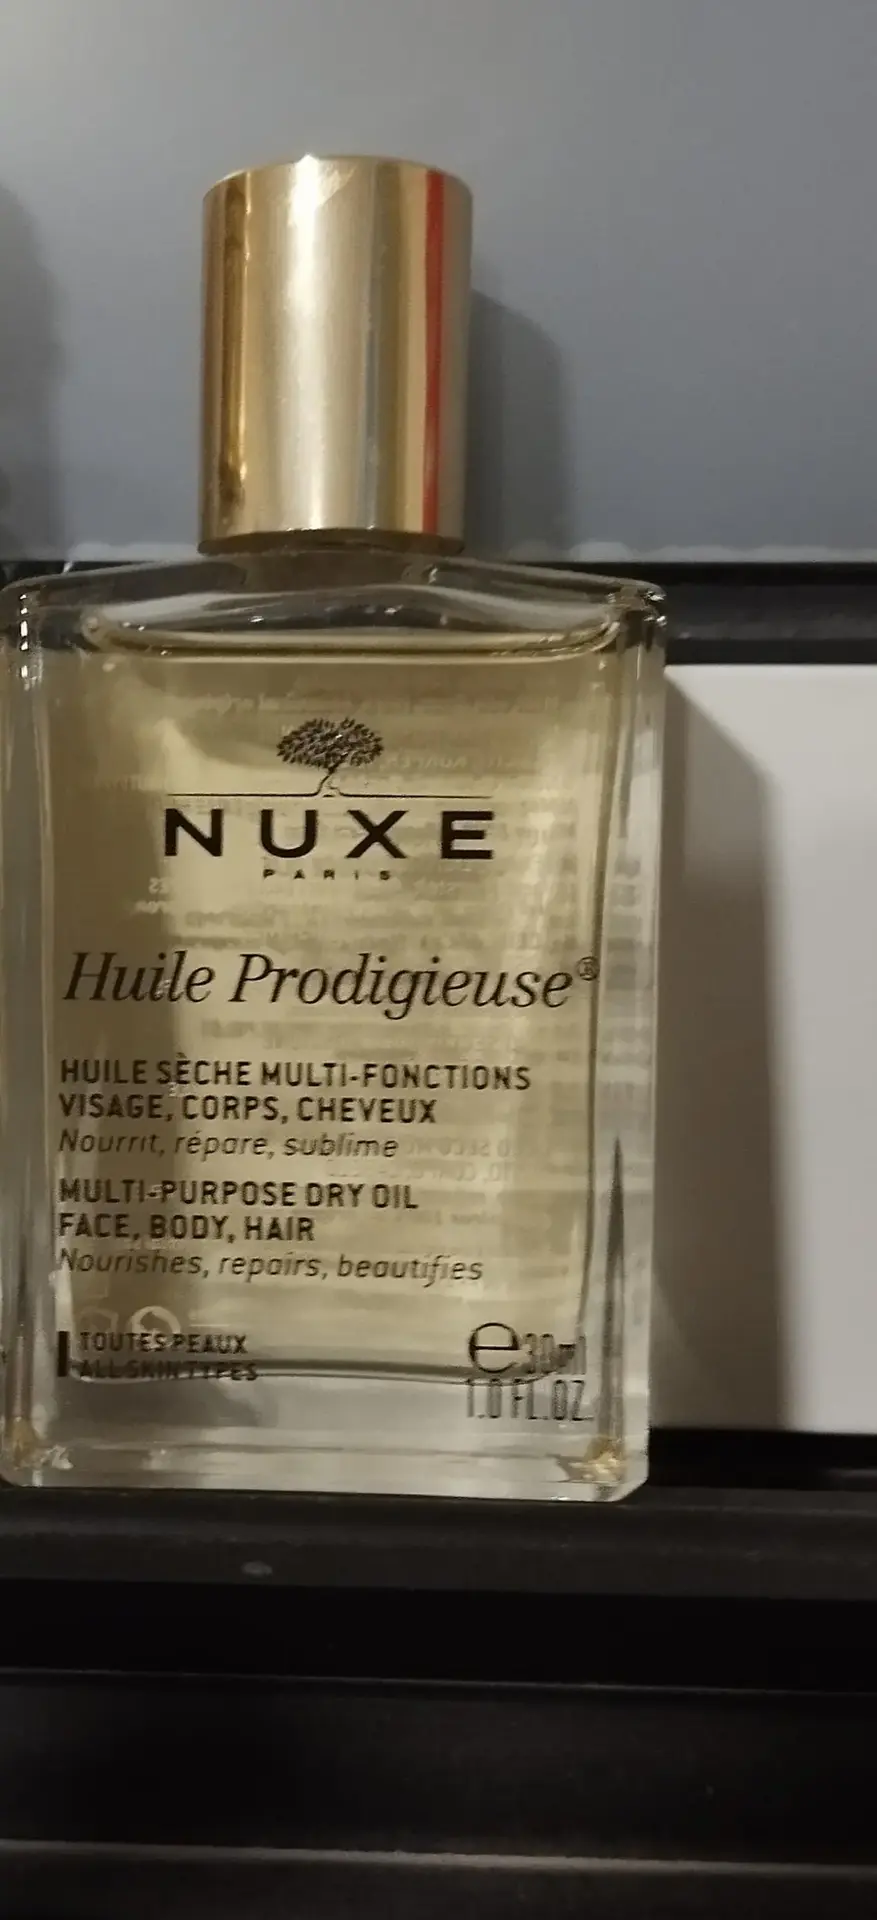 NUXE
PARIS
Huile Prodigieuse®
HUILE SÈCHE MULTI-FONCTIONS
VISAGE, CORPS, CHEVEUX
Nourrit, répare, sublime
MULTI-PURPOSE DRY OIL
FACE, BODY, HAIR
Nourishes, repairs, beautifies
TOUTES PEAUX
ALL SKIN TYPES
℮30ml
1.0 FL.OZ.